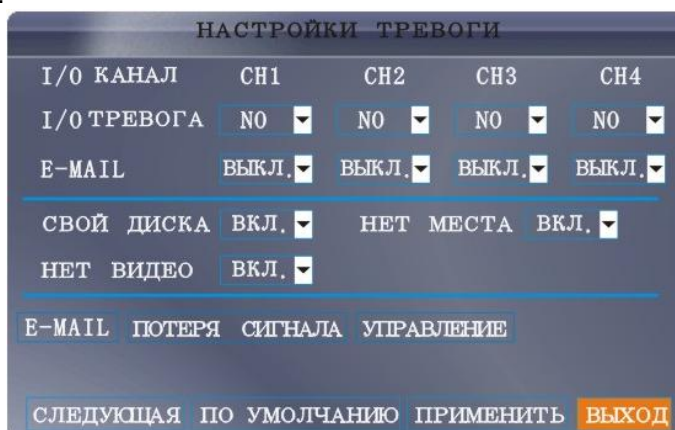 НАСТРОЙКИ ТРЕВОГИ
I/O КАНАЛ CH1 CH2 CH3 CH4
I/O ТРЕВОГА NO NO NO NO
E-MAIL ВЫКЛ. ВЫКЛ. ВЫКЛ. ВЫКЛ.
СВОЙ ДИСКА ВКЛ. НЕТ МЕСТА ВКЛ.
НЕТ ВИДЕО ВКЛ.
E-MAIL ПОТЕРЯ СИГНАЛА УПРАВЛЕНИЕ
СЛЕДУЮЩАЯ ПО УМОЛЧАНИЮ ПРИМЕНИТЬ ВЫХОД